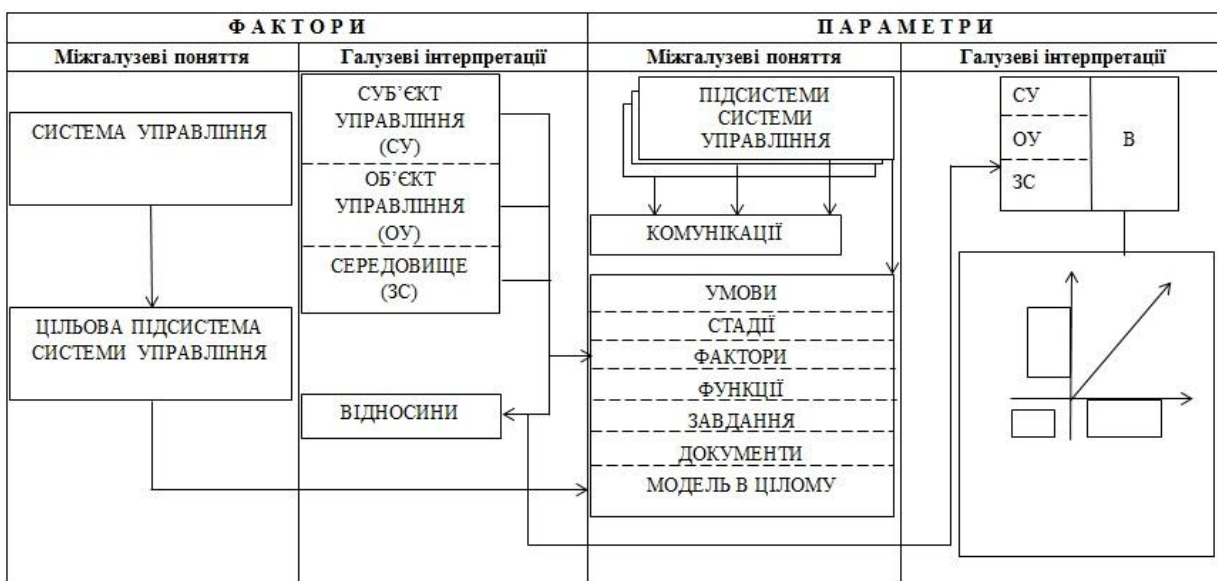 Ф А К Т О Р И
П А Р А М Е Т Р И
Міжгалузеві поняття
Галузеві інтерпретації
Міжгалузеві поняття
Галузеві інтерпретації
СИСТЕМА УПРАВЛІННЯ
ЦІЛЬОВА ПІДСИСТЕМА
СИСТЕМИ УПРАВЛІННЯ
СУБ’ЄКТ
УПРАВЛІННЯ
(СУ)
ОБ’ЄКТ
УПРАВЛІННЯ
(ОУ)
СЕРЕДОВИЩЕ
(ЗС)
ВІДНОСИНИ
ПІДСИСТЕМИ
СИСТЕМИ
УПРАВЛІННЯ
КОМУНІКАЦІЇ
УМОВИ
СТАДІЇ
ФАКТОРИ
ФУНКЦІЇ
ЗАВДАННЯ
ДОКУМЕНТИ
МОДЕЛЬ В ЦІЛОМУ
СУ
ОУ
ЗС
В